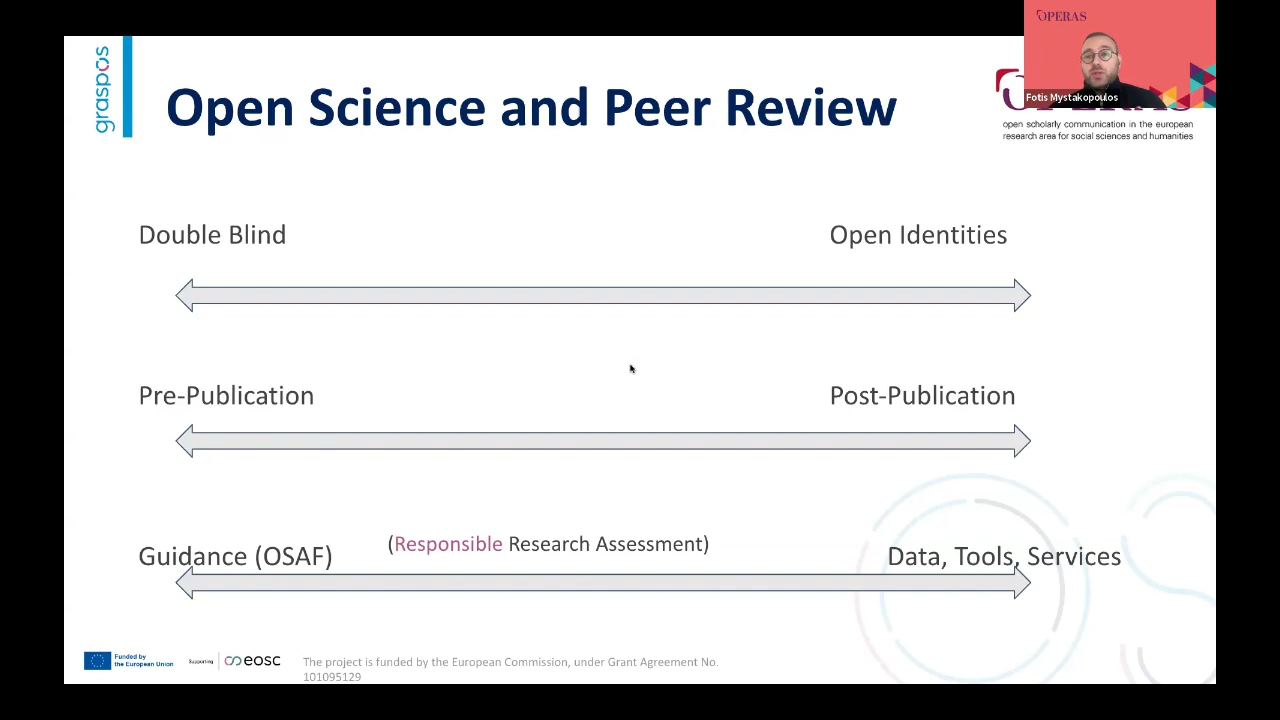 OPERAS
graspos
Open Science and Peer Review
Fotis Mystakopoulos
open scholarly communication in the european
research area for social sciences and humanities
Double Blind
Open Identities
Pre-Publication
Post-Publication
Guidance (OSAF)
(Responsible Research Assessment)
Data, Tools, Services
Funded by
the European Union
Supporting
eosc
The project is funded by the European Commission, under Grant Agreement No.
101095129